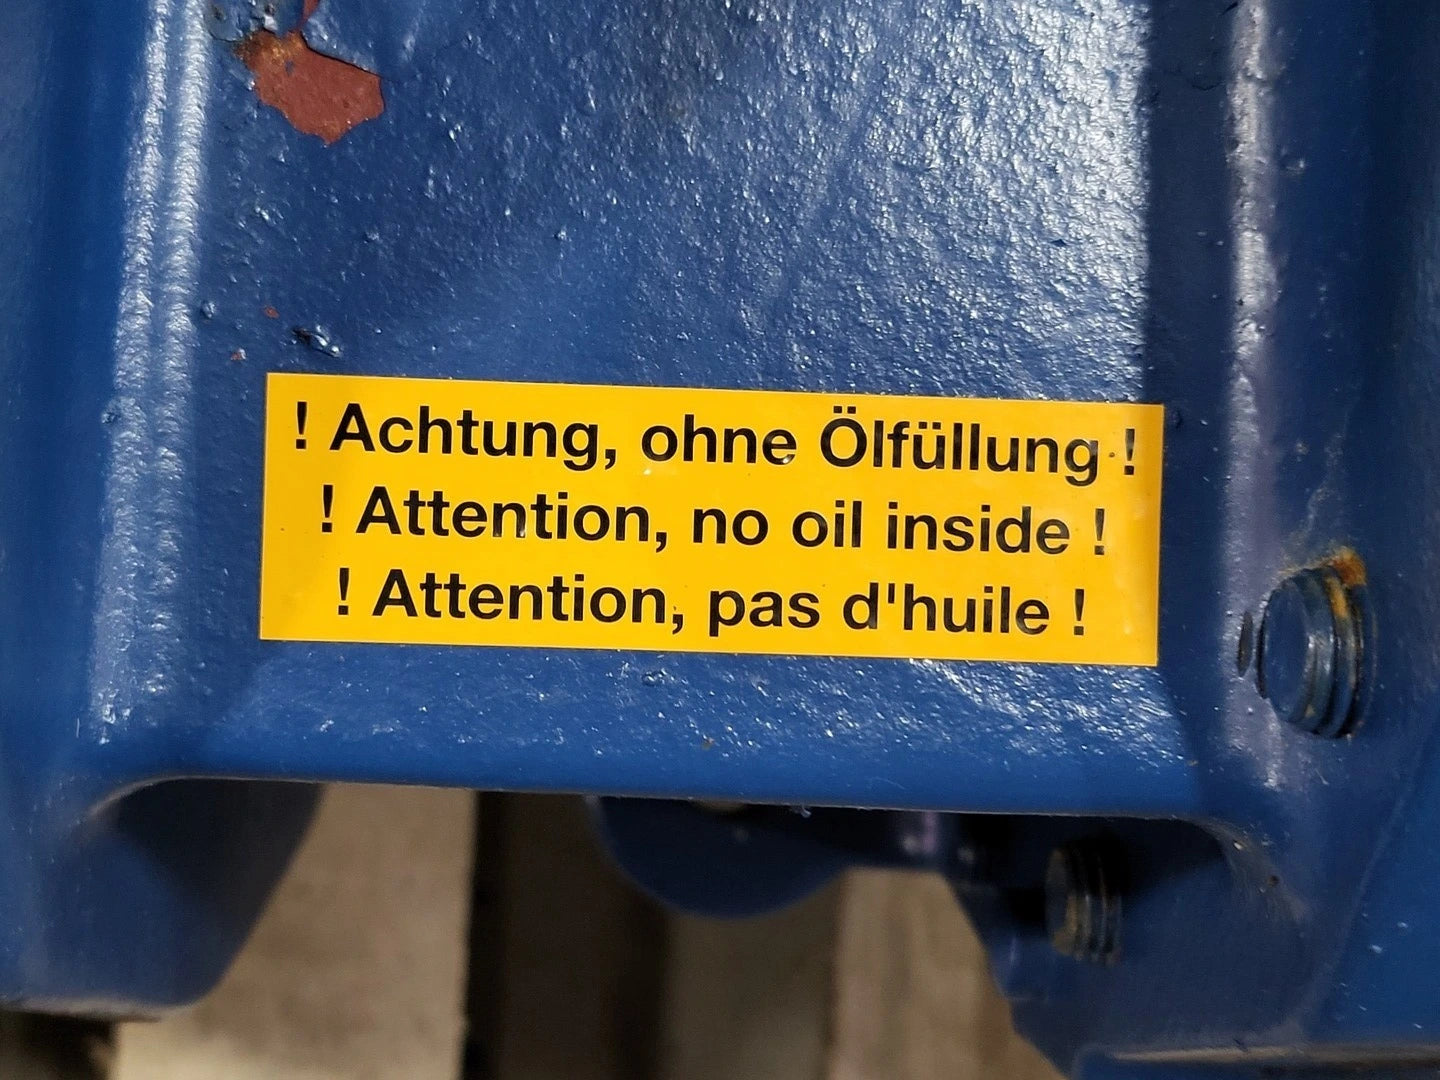 ! Achtung, ohne Ölfüllung !
! Attention, no oil inside !
! Attention, pas d'huile !